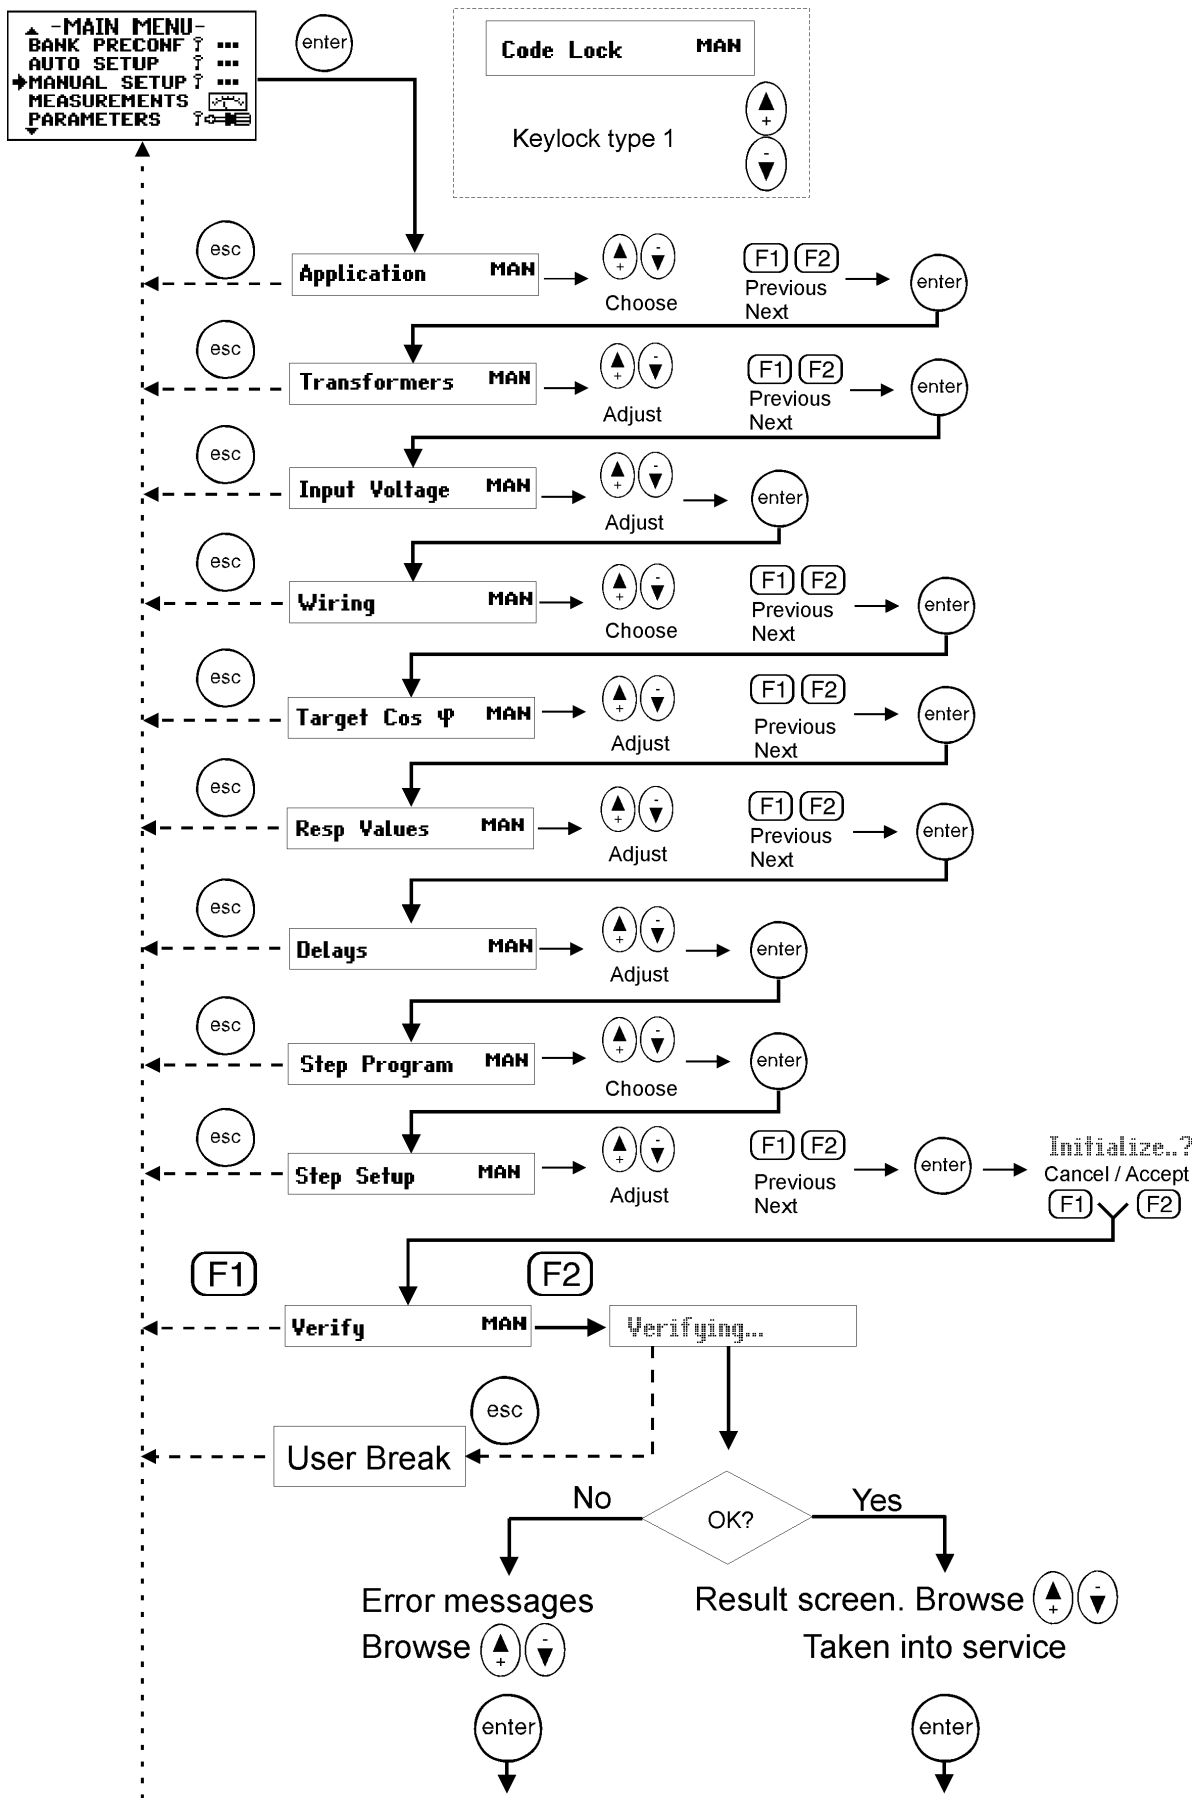 -MAIN MENU-
BANK PRECONF
AUTO SETUP
MANUAL SETUP
MEASUREMENTS
PARAMETERS
enter
Code Lock MAN
+
-
Keylock type 1
esc
Application MAN
+ -
Choose
F1 F2
Previous
Next
enter
esc
Transformers MAN
+ -
Adjust
F1 F2
Previous
Next
enter
esc
Input Voltage MAN
+ -
Adjust
enter
esc
Wiring MAN
+ -
Choose
F1 F2
Previous
Next
enter
esc
Target Cos φ MAN
+ -
Adjust
F1 F2
Previous
Next
enter
esc
Resp Values MAN
+ -
Adjust
F1 F2
Previous
Next
enter
esc
Delays MAN
+ -
Adjust
enter
esc
Step Program MAN
+ -
Choose
enter
esc
Step Setup MAN
+ -
Adjust
F1 F2
Previous
Next
enter
Initialize..?
Cancel / Accept
F1 F2
F1
Verify MAN
F2
Verifying...
esc
User Break
OK?
No
Yes
Error messages
Browse + -
enter
Result screen. Browse + -
Taken into service
enter